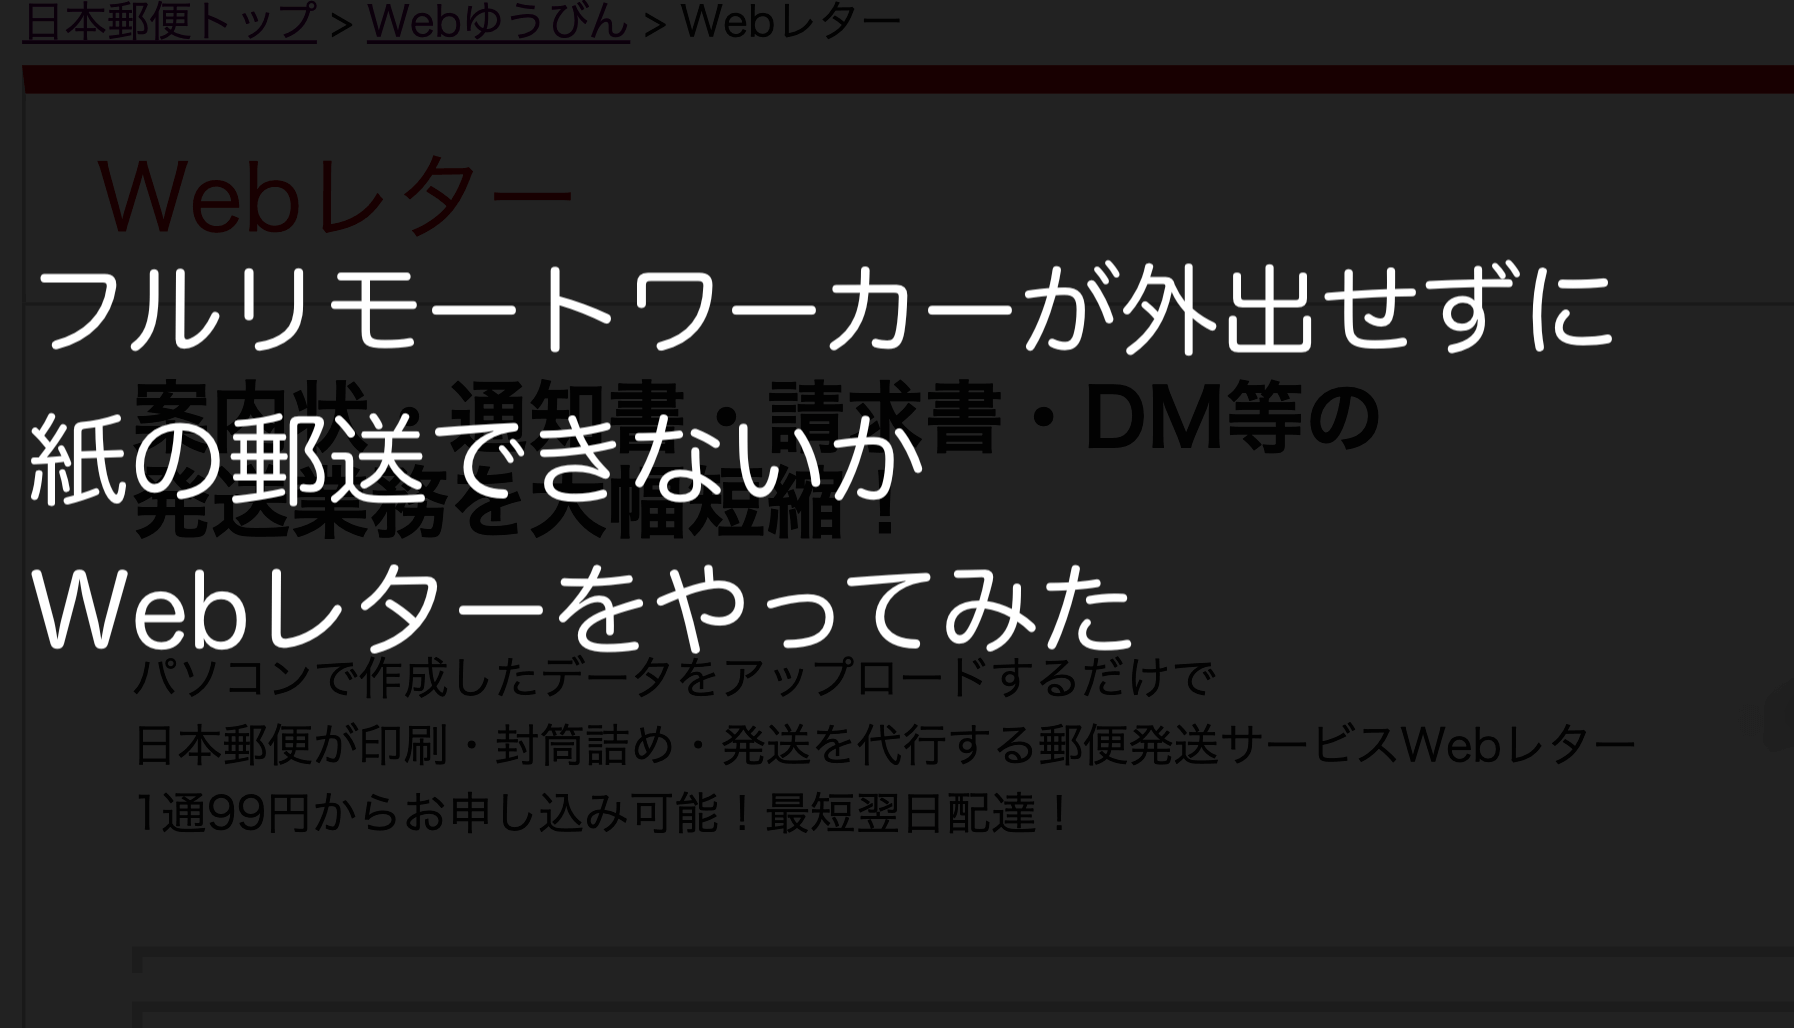 日本郵便トップ > Webゆうびん > Webレター
Webレター
フルリモートワーカーが外出せずに
案内状・通知書・請求書・DM等の
紙の郵送できないか
発送業務を大幅短縮！
Webレターをやってみた
パソコンで作成したデータをアップロードするだけで
日本郵便が印刷・封筒詰め・発送を代行する郵便発送サービスWebレター
1通99円からお申し込み可能！最短翌日配達！